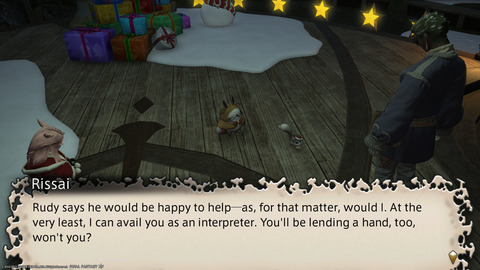 Rissai
Rudy says he would be happy to help—as, for that matter, would I. At the
very least, I can avail you as an interpreter. You'll be lending a hand, too,
won't you?